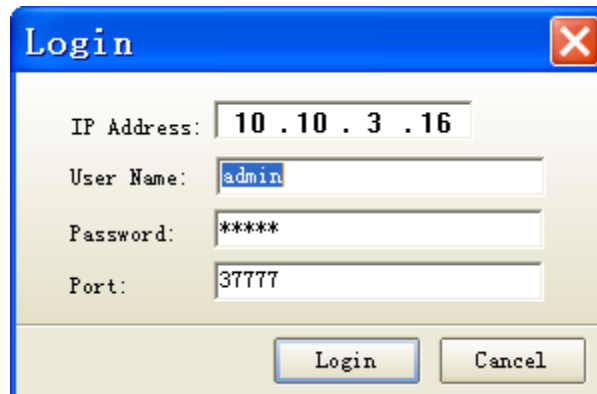 Login
IP Address: 10 .10 . 3 .16
User Name: admin
Password: *****
Port: 37777
Login Cancel